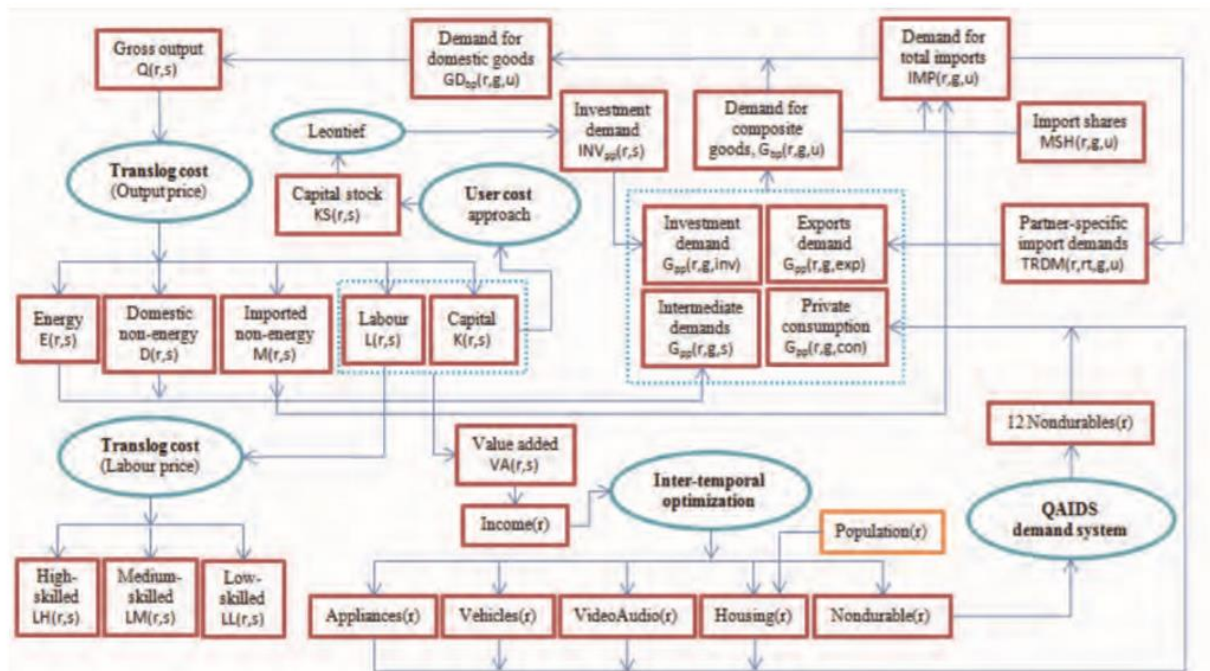 Gross output
Q(r,s)
Demand for
domestic goods
GDbp(r,g,u)
Demand for
total imports
IMP(r,g,u)
Leontief
Investment
demand
INVpp(r,s)
Demand for
composite
goods, Gbp(r,g,u)
Import shares
MSH(r,g,u)
Translog cost
(Output price)
Capital stock
KS(r,s)
User cost
approach
Investment
demand
Gpp(r,g,inv)
Exports
demand
Gpp(r,g,exp)
Partner-specific
import demands
TRDM(r,rt,g,u)
Energy
E(r,s)
Domestic
non-energy
D(r,s)
Imported
non-energy
M(r,s)
Labour
L(r,s)
Capital
K(r,s)
Intermediate
demands
Gpp(r,g,s)
Private
consumption
Gpp(r,g,con)
Translog cost
(Labour price)
Value added
VA(r,s)
12 Nondurables(r)
Inter-temporal
optimization
Income(r)
Population(r)
QAIDS
demand system
High-
skilled
LH(r,s)
Medium-
skilled
LM(r,s)
Low-
skilled
LL(r,s)
Appliances(r)
Vehicles(r)
VideoAudio(r)
Housing(r)
Nondurable(r)